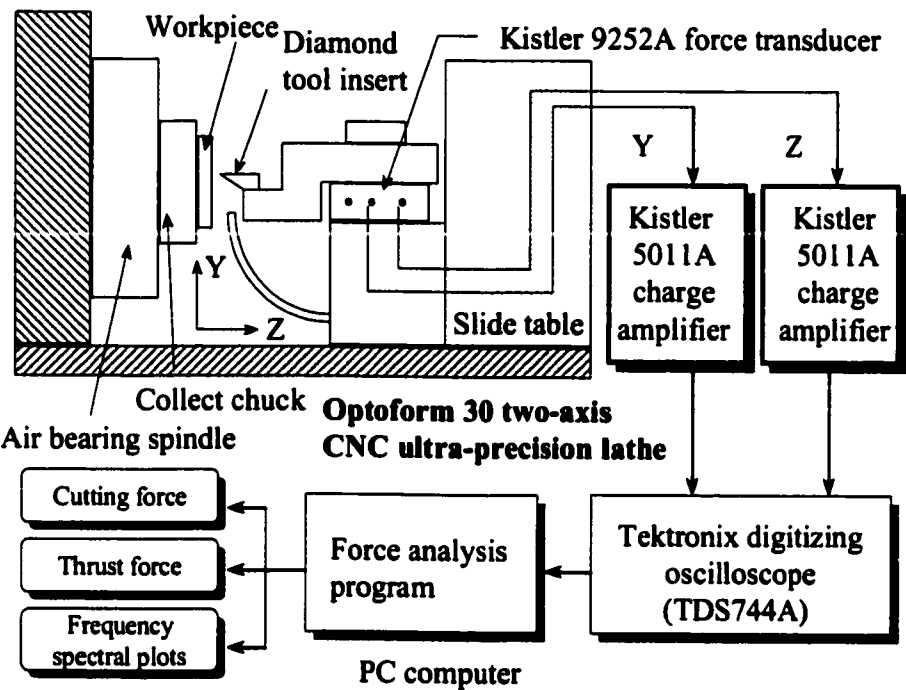 Workpiece
Diamond
tool insert
Kistler 9252A force transducer
Y
Z
Kistler
5011A
charge
amplifier
Kistler
5011A
charge
amplifier
Y
Z
Slide table
Collect chuck
Air bearing spindle
Optoform 30 two-axis
CNC ultra-precision lathe
Cutting force
Thrust force
Frequency
spectral plots
Force analysis
program
PC computer
Tektronix digitizing
oscilloscope
(TDS744A)